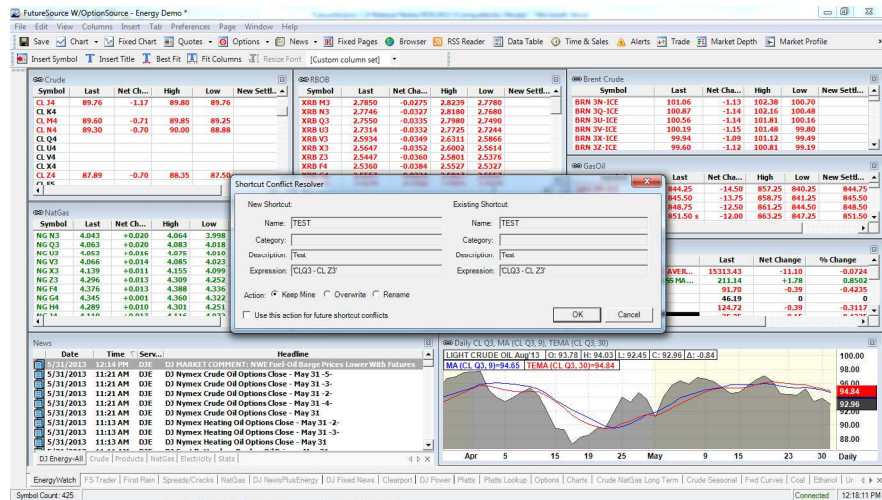 FutureSource W/OptionSource - Energy Demo *
File Edit View Columns Insert Tab Preferences Page Window Help
Save Chart Fixed Chart Quotes Options News Fixed Pages Browser RSS Reader Data Table Time & Sales Alerts Trade Market Depth Market Profile
Insert Symbol Insert Title Best Fit Fit Columns Resize Font [Custom column set]
Crude
Symbol Last Net Ch... High Low New Settl...
CL J4 89.76 -1.17 89.80 89.76
CL K4
CL M4 89.60 -0.71 89.85 89.25
CL N4 89.30 -0.70 90.00 88.88
CL Q4
CL U4
CL V4
CL X4
CL Z4 87.89 -0.70 88.35 87.50
CL F5
RBOB
Symbol Last Net Cha... High Low New Settl...
XRB M3 2.7850 -0.0275 2.8239 2.7780
XRB N3 2.7746 -0.0327 2.8180 2.7680
XRB Q3 2.7550 -0.0335 2.7980 2.7490
XRB U3 2.7314 -0.0332 2.7725 2.7244
XRB V3 2.5934 -0.0349 2.6311 2.5866
XRB X3 2.5647 -0.0352 2.6002 2.5614
XRB Z3 2.5447 -0.0360 2.5801 2.5376
XRB F4 2.5360 -0.0384 2.5527 2.5327
Brent Crude
Symbol Last Net Cha... High Low New Settl...
BRN 3N-ICE 101.06 -1.13 102.38 100.70
BRN 3Q-ICE 100.87 -1.14 102.16 100.48
BRN 3U-ICE 100.56 -1.14 101.81 100.16
BRN 3V-ICE 100.19 -1.15 101.48 99.80
BRN 3X-ICE 99.94 -1.09 101.12 99.49
BRN 3Z-ICE 99.60 -1.12 100.81 99.19
GasOil
Last Net Cha... High Low New Settl...
844.25 -14.50 857.25 840.25 844.75
845.50 -13.75 858.75 841.25 845.50
848.75 -12.50 861.25 844.50 848.50
851.50 s -12.00 863.25 847.25 851.50
NatGas
Symbol Last Net Ch... High Low
NG N3 4.043 +0.020 4.064 3.998
NG Q3 4.063 +0.020 4.083 4.018
NG U3 4.053 +0.016 4.075 4.010
NG V3 4.066 +0.014 4.085 4.023
NG X3 4.139 +0.011 4.155 4.099
NG Z3 4.296 +0.013 4.309 4.252
NG F4 4.376 +0.013 4.388 4.336
NG G4 4.345 +0.001 4.360 4.322
NG H4 4.289 +0.010 4.301 4.251
Shortcut Conflict Resolver
New Shortcut: Existing Shortcut:
Name: TEST Name: TEST
Category: Category:
Description: Test Description: Test
Expression: 'CLQ3 - CL Z3' Expression: 'CLQ3 - CL Z3'
Action: Keep Mine Overwrite Rename
Use this action for future shortcut conflicts
OK Cancel
Last Net Change % Change
AVER... 15313.43 -11.10 -0.0724
211.14 +1.78 0.8502
91.70 -0.39 -0.4235
46.19 0 0
124.72 -0.39 -0.3117
News
Date Time Serv... Headline
5/31/2013 12:14 PM DJE DJ MARKET COMMENT: NWE Fuel-Oil Barge Prices Lower With Futures
5/31/2013 11:21 AM DJE DJ Nymex Crude Oil Options Close - May 31 -5-
5/31/2013 11:21 AM DJE DJ Nymex Crude Oil Options Close - May 31 -3-
5/31/2013 11:21 AM DJE DJ Nymex Crude Oil Options Close - May 31 -2-
5/31/2013 11:21 AM DJE DJ Nymex Crude Oil Options Close - May 31 -4-
5/31/2013 11:21 AM DJE DJ Nymex Crude Oil Options Close - May 31
5/31/2013 11:13 AM DJE DJ Nymex Heating Oil Options Close - May 31 -2-
5/31/2013 11:13 AM DJE DJ Nymex Heating Oil Options Close - May 31 -3-
5/31/2013 11:13 AM DJE DJ Nymex Heating Oil Options Close - May 31
DJ Energy-All Crude Products NatGas Electricity Stats
Daily CL Q3, MA (CL Q3, 9), TEMA (CL Q3, 30)
LIGHT CRUDE OIL Aug'13 O: 93.78 H: 94.03 L: 92.45 C: 92.96 Δ: -0.84
MA (CL Q3, 9)=94.65 TEMA (CL Q3, 30)=94.84
100.00
98.00
96.00
94.84
92.96
92.00
90.00
88.00
Apr 5 15 19 25 May 9 15 23 30 Daily
EnergyWatch FS Trader First Rain Spreads/Cracks NatGas DJ NewsPlusEnergy DJ Fixed News Clearport DJ Power Platts Platts Lookup Options Charts Crude NatGas Long Term Crude Seasonal Fwd Curves Coal Ethanol Ur
Symbol Count: 425 Connected 12:18:11 PM